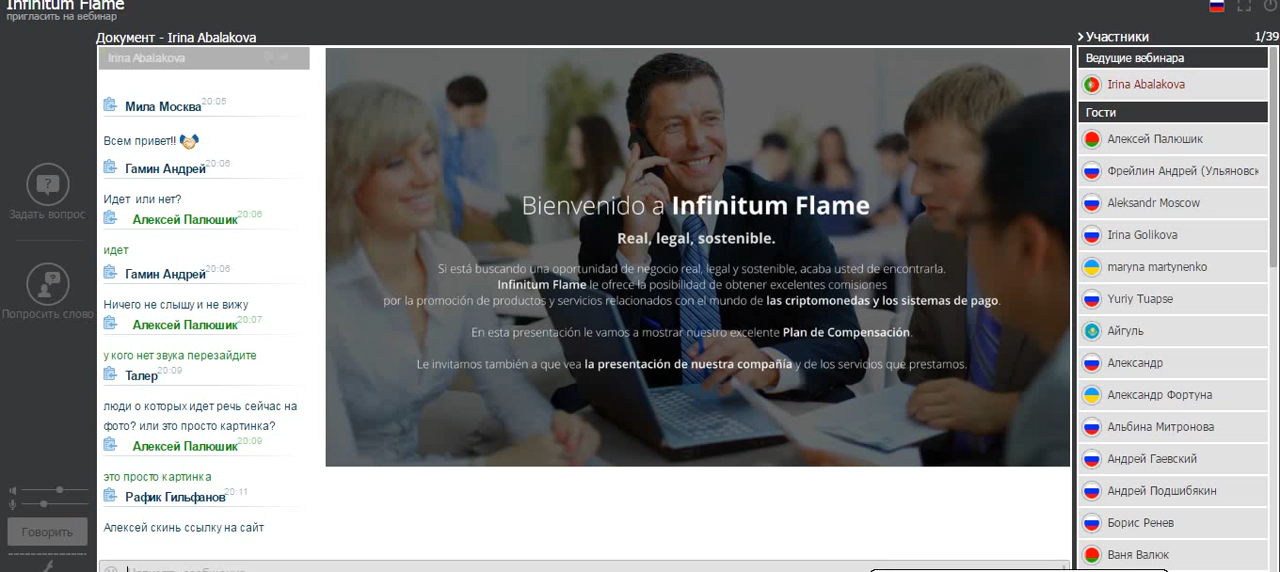 Infinitum Flame
пригласить на вебинар
Документ - Irina Abalakova
Irina Abalakova
Мила Москва 20:05
Всем привет!!
Гамин Андрей 20:06
Идет или нет?
Алексей Палюшик 20:06
идет
Гамин Андрей 20:06
Ничего не слышу и не вижу
Алексей Палюшик 20:07
у кого нет звука перезайдите
Талер 20:09
люди о которых идет речь сейчас на
фото? или это просто картинка?
Алексей Палюшик 20:09
это просто картинка
Рафик Гильфанов 20:11
Алексей скинь ссылку на сайт
Задать вопрос
Попросить слово
Говорить
Bienvenido a Infinitum Flame
Real, legal, sostenible.
Si está buscando una oportunidad de negocio real, legal y sostenible, acaba usted de encontrarla.
Infinitum Flame le ofrece la posibilidad de obtener excelentes comisiones
por la promoción de productos y servicios relacionados con el mundo de las criptomonedas y los sistemas de pago.
En esta presentación le vamos a mostrar nuestro excelente Plan de Compensación.
Le invitamos también a que vea la presentación de nuestra compañía y de los servicios que prestamos.
Участники 1/39
Ведущие вебинара
Irina Abalakova
Гости
Алексей Палюшик
Фрейлин Андрей (Ульяновск
Aleksandr Moscow
Irina Golikova
maryna martynenko
Yuriy Tuapse
Айгуль
Александр
Александр Фортуна
Альбина Митронова
Андрей Гаевский
Андрей Подшибякин
Борис Ренев
Ваня Валюк